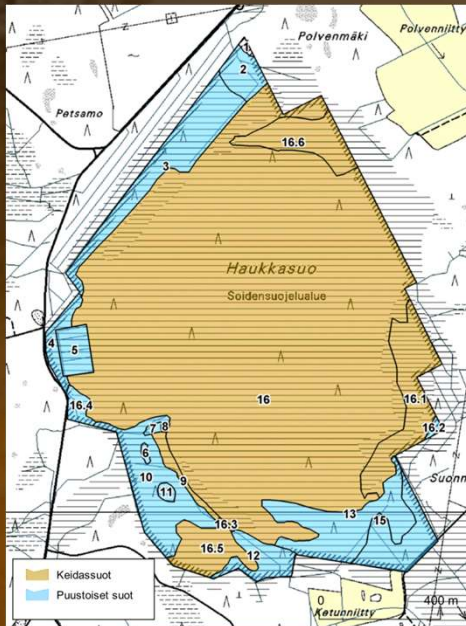 1
Polvenmäki
Polvenniitty
2
Petsamo
16.6
3
Haukkasuo
Soidensuojelualue
4
5
16
16.1
16.4
16.2
7
8
6
10
9
Suonn
11
13
16.3
15
16.5
12
Keidassuot
Puustoiset suot
0
400 m
Ketunniitty